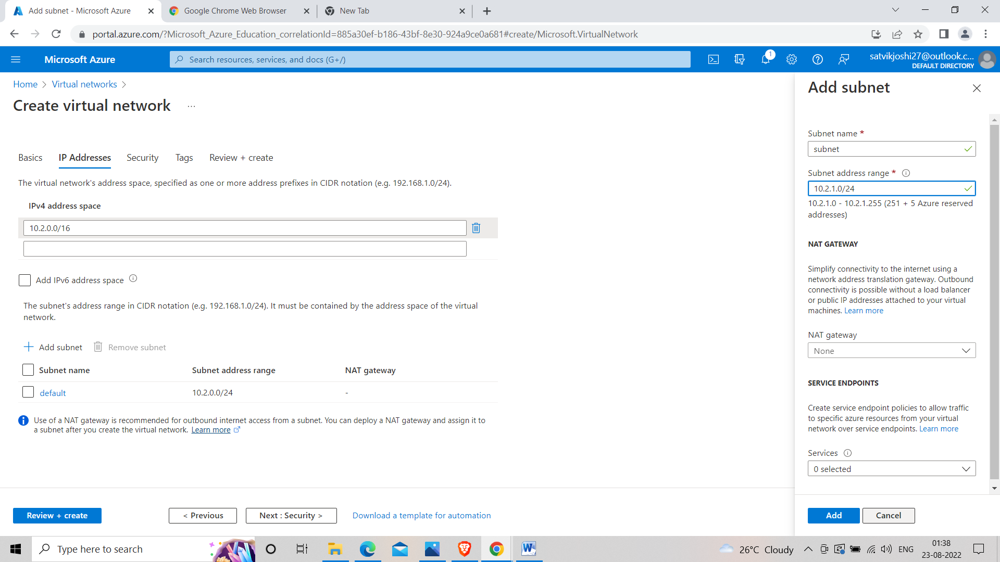 Add subnet - Microsoft Azure
Google Chrome Web Browser
New Tab
portal.azure.com/?Microsoft_Azure_Education_correlationId=885a30ef-b186-43bf-8e30-924a9ce0a681#create/Microsoft.VirtualNetwork
Microsoft Azure
Search resources, services, and docs (G+/)
1
satvikjoshi27@outlook.c...
DEFAULT DIRECTORY
Home > Virtual networks >
Create virtual network ...
Basics
IP Addresses
Security
Tags
Review + create
The virtual network's address space, specified as one or more address prefixes in CIDR notation (e.g. 192.168.1.0/24).
IPv4 address space
10.2.0.0/16
Add IPv6 address space
The subnet's address range in CIDR notation (e.g. 192.168.1.0/24). It must be contained by the address space of the virtual
network.
+ Add subnet
Remove subnet
Subnet name
Subnet address range
NAT gateway
default
10.2.0.0/24
-
Use of a NAT gateway is recommended for outbound internet access from a subnet. You can deploy a NAT gateway and assign it to
a subnet after you create the virtual network. Learn more
Review + create
< Previous
Next : Security >
Download a template for automation
Add subnet
Subnet name *
subnet
Subnet address range *
10.2.1.0/24
10.2.1.0 - 10.2.1.255 (251 + 5 Azure reserved
addresses)
NAT GATEWAY
Simplify connectivity to the internet using a
network address translation gateway. Outbound
connectivity is possible without a load balancer
or public IP addresses attached to your virtual
machines. Learn more
NAT gateway
None
SERVICE ENDPOINTS
Create service endpoint policies to allow traffic
to specific azure resources from your virtual
network over service endpoints. Learn more
Services
0 selected
Add
Cancel
Type here to search
26°C Cloudy
ENG
01:38
23-08-2022